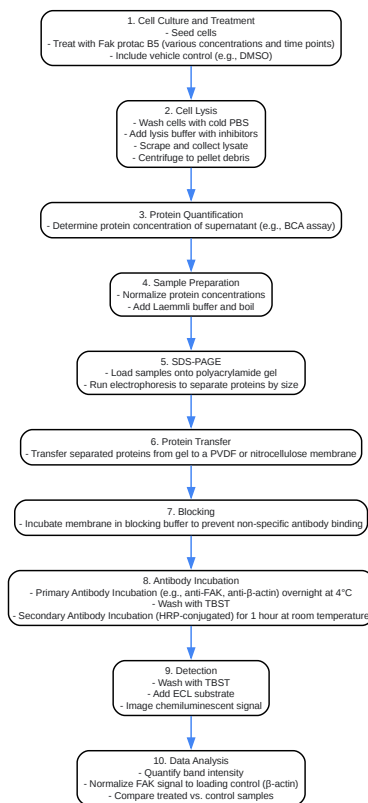 1. Cell Culture and Treatment
- Seed cells
- Treat with Fak protac B5 (various concentrations and time points)
- Include vehicle control (e.g., DMSO)
2. Cell Lysis
- Wash cells with cold PBS
- Add lysis buffer with inhibitors
- Scrape and collect lysate
- Centrifuge to pellet debris
3. Protein Quantification
- Determine protein concentration of supernatant (e.g., BCA assay)
4. Sample Preparation
- Normalize protein concentrations
- Add Laemmli buffer and boil
5. SDS-PAGE
- Load samples onto polyacrylamide gel
- Run electrophoresis to separate proteins by size
6. Protein Transfer
- Transfer separated proteins from gel to a PVDF or nitrocellulose membrane
7. Blocking
- Incubate membrane in blocking buffer to prevent non-specific antibody binding
8. Antibody Incubation
- Primary Antibody Incubation (e.g., anti-FAK, anti-β-actin) overnight at 4°C
- Wash with TBST
- Secondary Antibody Incubation (HRP-conjugated) for 1 hour at room temperature
9. Detection
- Wash with TBST
- Add ECL substrate
- Image chemiluminescent signal
10. Data Analysis
- Quantify band intensity
- Normalize FAK signal to loading control (β-actin)
- Compare treated vs. control samples